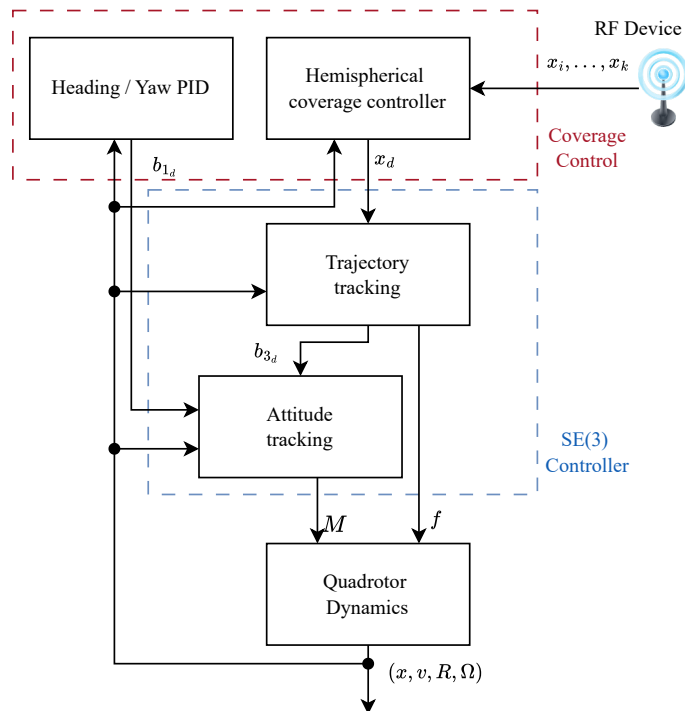 RF Device
Heading / Yaw PID
Hemispherical
coverage controller
x_i, \ldots, x_k
Coverage
Control
b_{1_d}
x_d
Trajectory
tracking
b_{3_d}
Attitude
tracking
SE(3)
Controller
M
f
Quadrotor
Dynamics
(x, v, R, Ω)